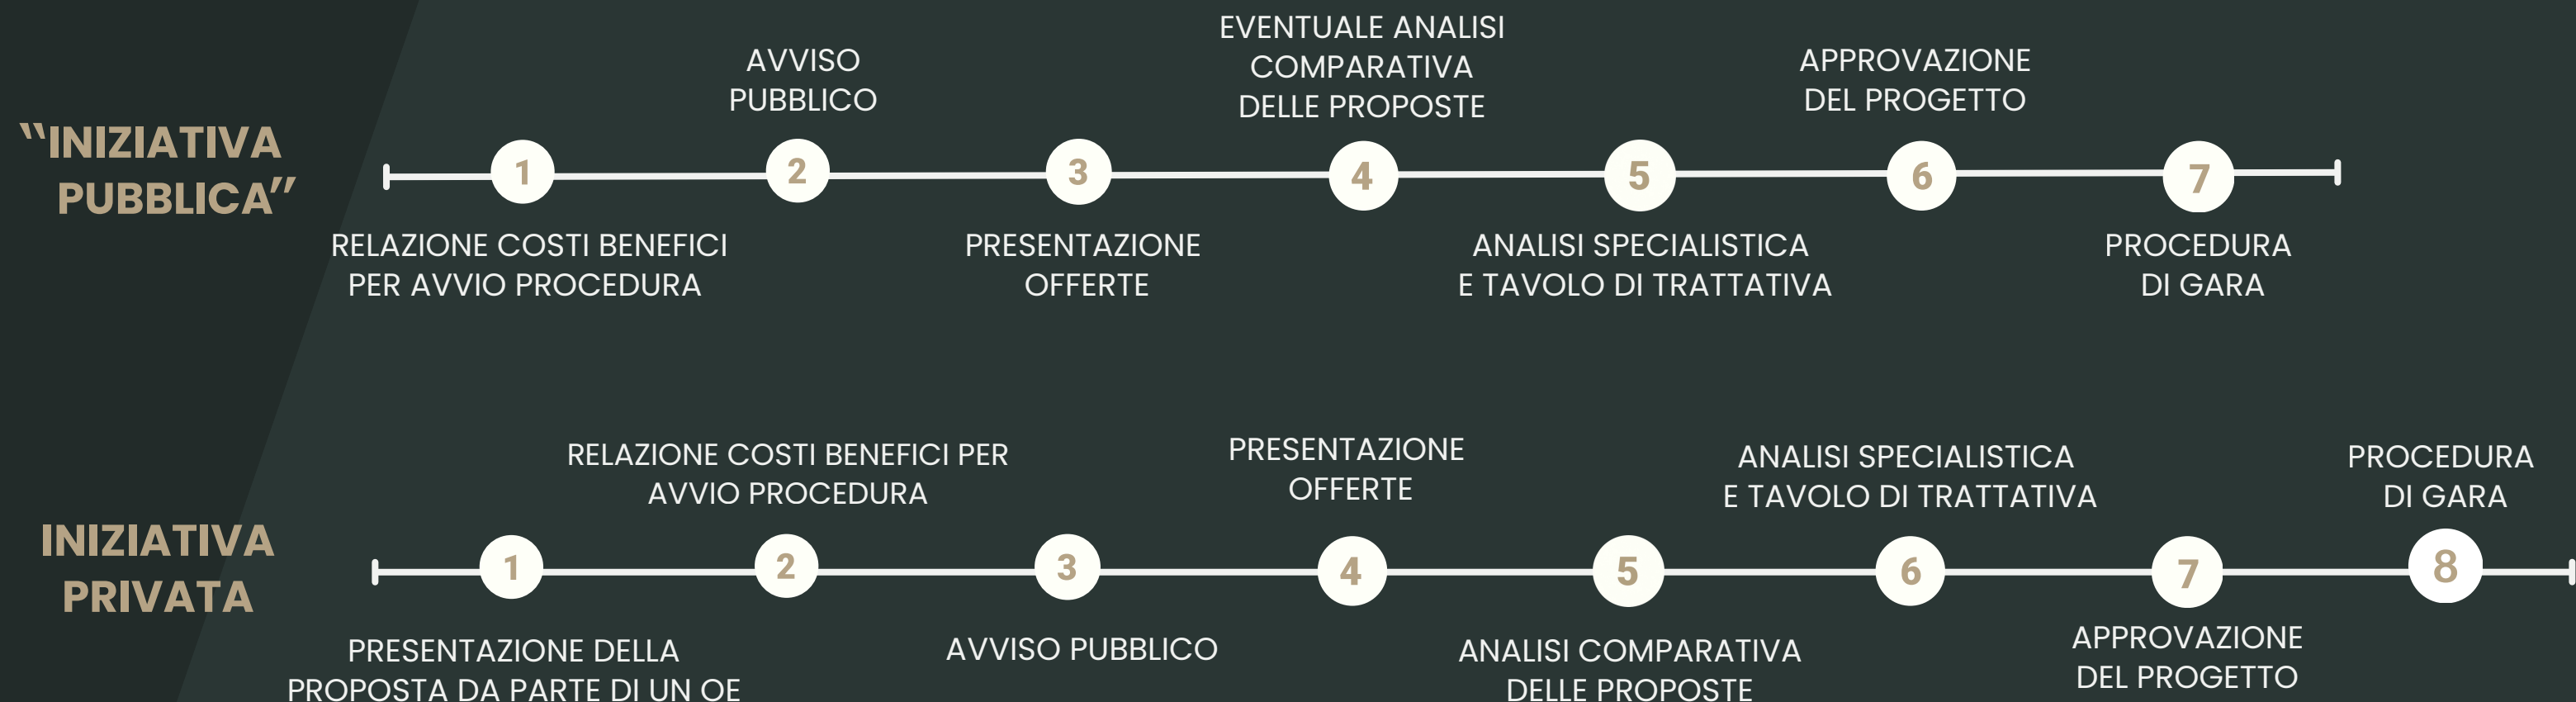 “INIZIATIVA
PUBBLICA”
1
RELAZIONE COSTI BENEFICI
PER AVVIO PROCEDURA
AVVISO
PUBBLICO
2
3
PRESENTAZIONE
OFFERTE
EVENTUALE ANALISI
COMPARATIVA
DELLE PROPOSTE
4
5
ANALISI SPECIALISTICA
E TAVOLO DI TRATTATIVA
APPROVAZIONE
DEL PROGETTO
6
7
PROCEDURA
DI GARA
INIZIATIVA
PRIVATA
1
PRESENTAZIONE DELLA
PROPOSTA DA PARTE DI UN OE
RELAZIONE COSTI BENEFICI PER
AVVIO PROCEDURA
2
3
AVVISO PUBBLICO
PRESENTAZIONE
OFFERTE
4
5
ANALISI COMPARATIVA
DELLE PROPOSTE
ANALISI SPECIALISTICA
E TAVOLO DI TRATTATIVA
6
7
APPROVAZIONE
DEL PROGETTO
PROCEDURA
DI GARA
8